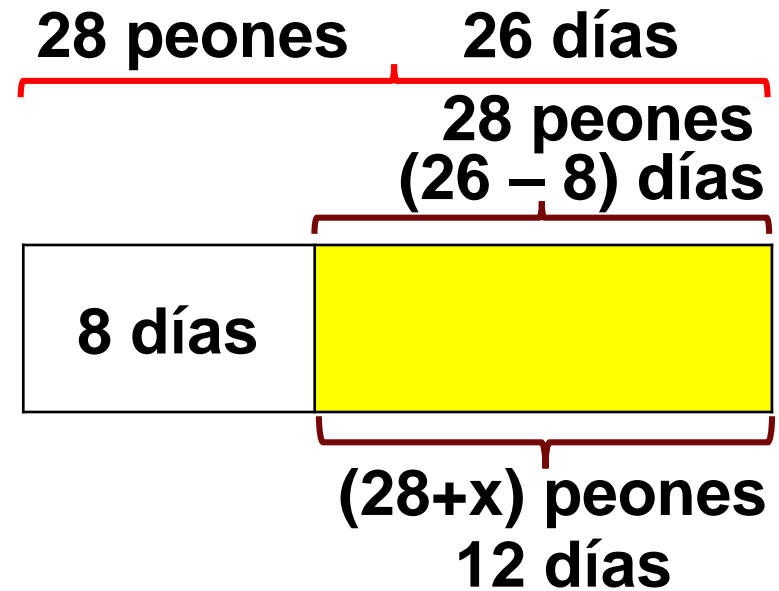 28 peones 26 días
28 peones
(26 – 8) días
8 días
(28+x) peones
12 días